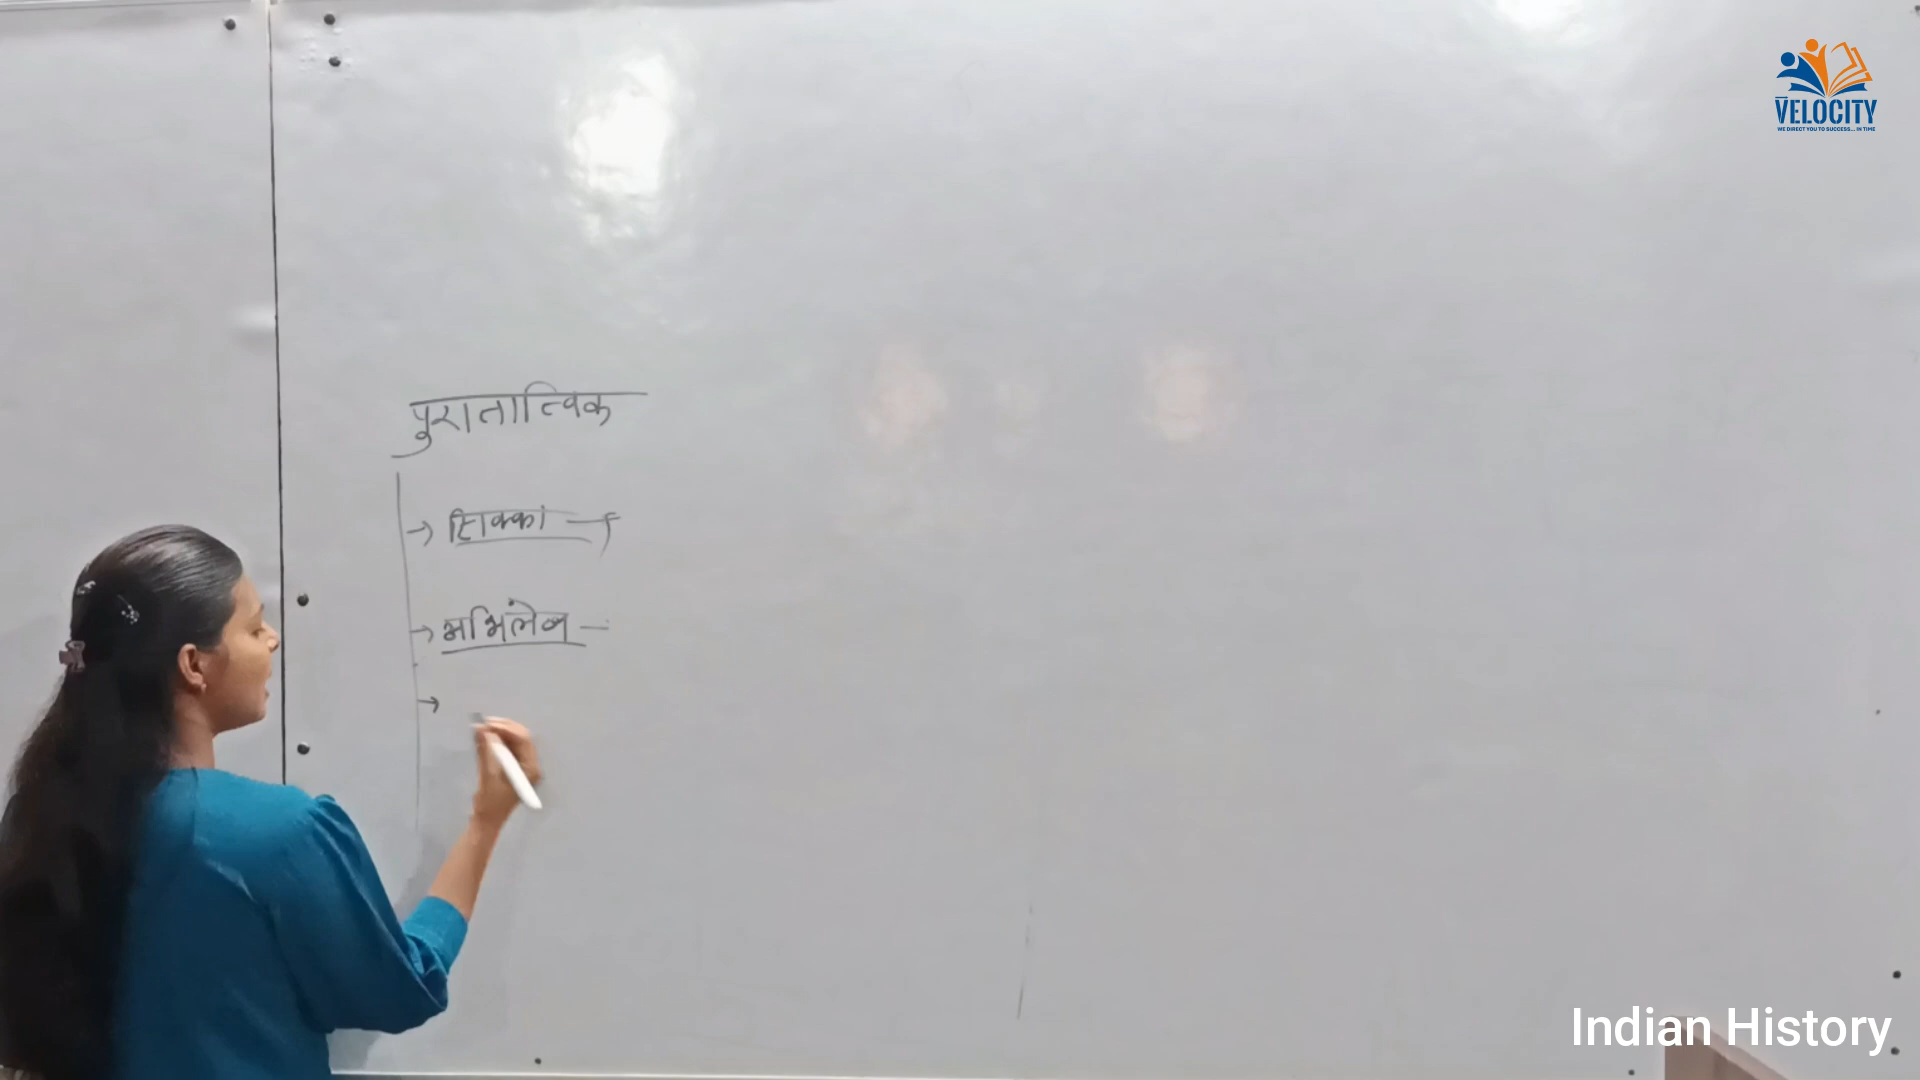 VELOCITY
WE DIRECT YOU TO SUCCESS... IN TIME
पुरातात्विक
→ सिक्का —
→ अभिलेख —
→
Indian History